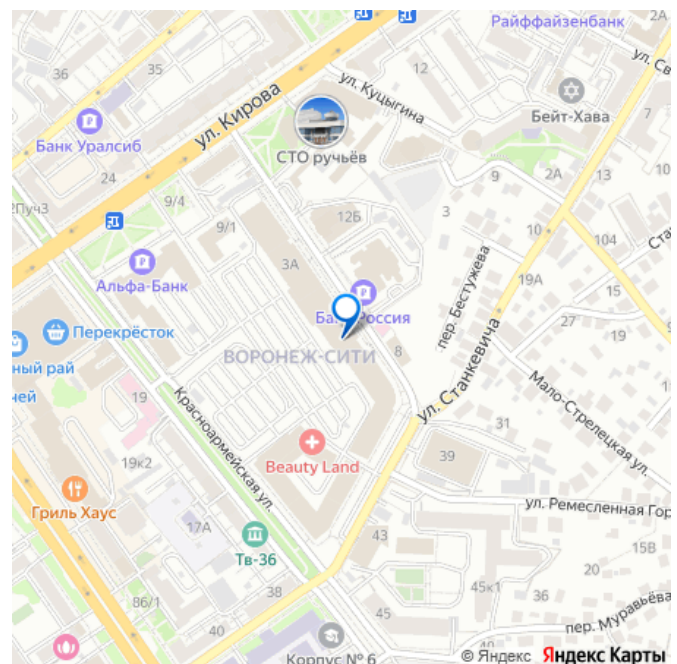 Райффайзенбанк
2А
36
35
ул. Куцыгина
12
Бейт-Хава
7
Банк Уралсиб
ул. Кирова
СТО ручьёв
24
9
2А
13
9/4
12Б
3
9/1
10
104
3А
Альфа-Банк
19А
15
пер. Бестужева
Банк Россия
27
19
Перекрёсток
ВОРОНЕЖ-СИТИ
8
ул. Станкевича
Мало-Стрелецкая ул.
19
Красноармейская ул.
31
39
19к2
Beauty Land
Гриль Хаус
17А
ул. Ремесленная Гор
Тв-36
43
15В
20
38
45к1
36
86/1
40
45
пер. Муравьёва
Корпус № 6
© Яндекс Яндекс Карты